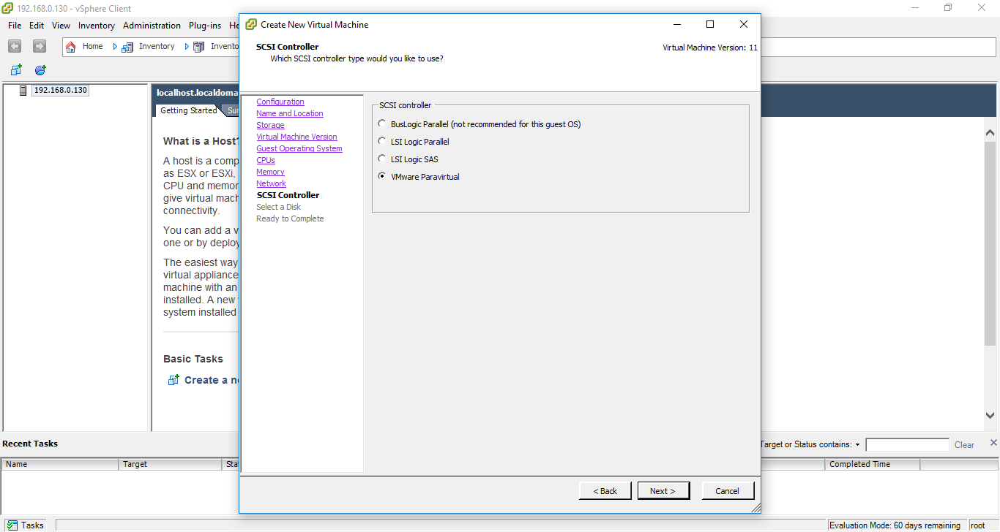 192.168.0.130 - vSphere Client
File Edit View Inventory Administration Plug-ins He
Home Inventory Invento
192.168.0.130
localhost.localdoma
Getting Started Sur
What is a Host?
A host is a comp
as ESX or ESXi,
CPU and memor
give virtual mach
connectivity.
You can add a v
one or by deploy
The easiest way
virtual appliance
machine with an
installed. A new
system installed
Basic Tasks
Create a ne
Create New Virtual Machine
SCSI Controller
Which SCSI controller type would you like to use?
Virtual Machine Version: 11
Configuration
Name and Location
Storage
Virtual Machine Version
Guest Operating System
CPUs
Memory
Network
SCSI Controller
Select a Disk
Ready to Complete
SCSI controller
BusLogic Parallel (not recommended for this guest OS)
LSI Logic Parallel
LSI Logic SAS
VMware Paravirtual
< Back Next > Cancel
Recent Tasks
Target or Status contains: Clear
Name Target Sta Completed Time
Tasks Evaluation Mode: 60 days remaining root